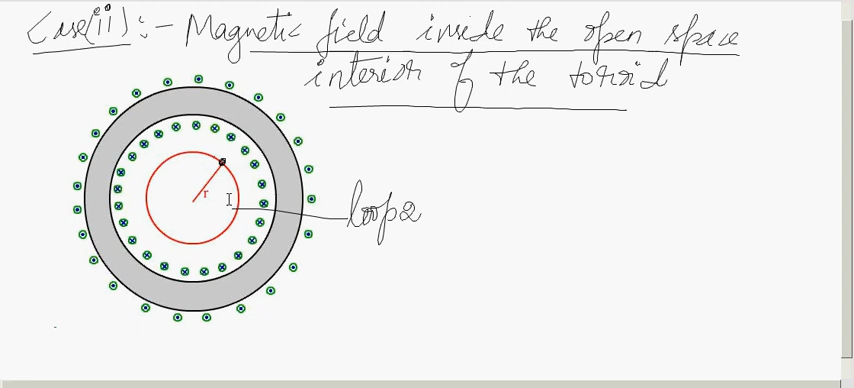 Case(ii):- Magnetic field inside the open space
interior of the toroid
r
loop2